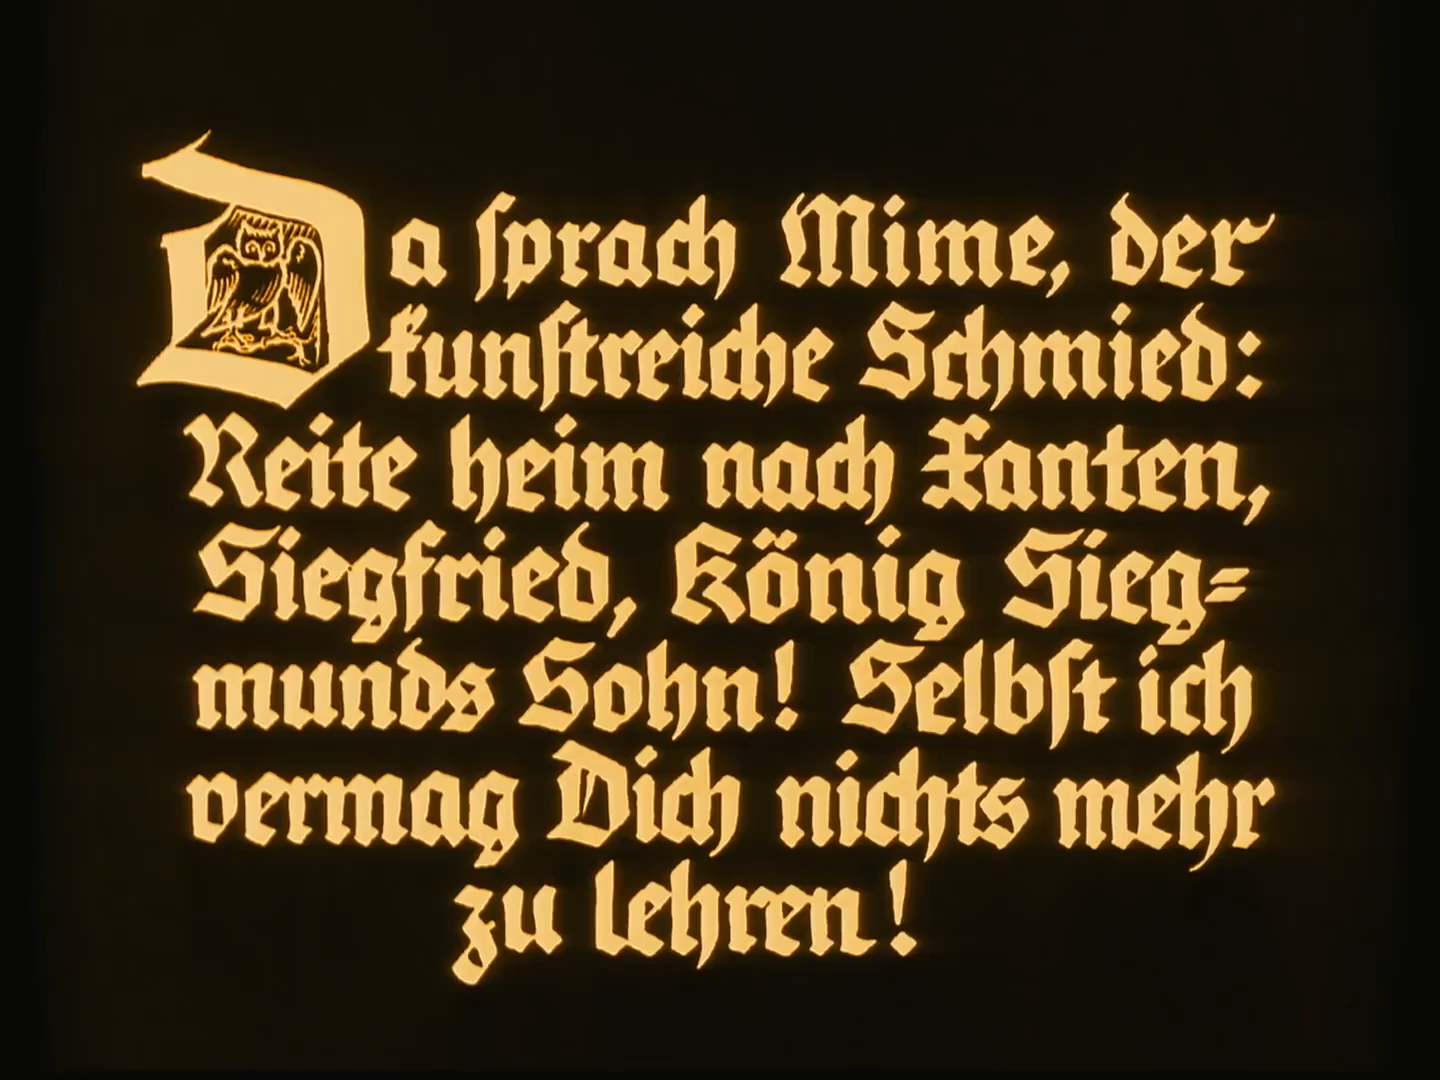 Da sprach Mime, der
kunstreiche Schmied:
Reite heim nach Xanten,
Siegfried, König Sieg=
munds Sohn! Selbst ich
vermag Dich nichts mehr
zu lehren!